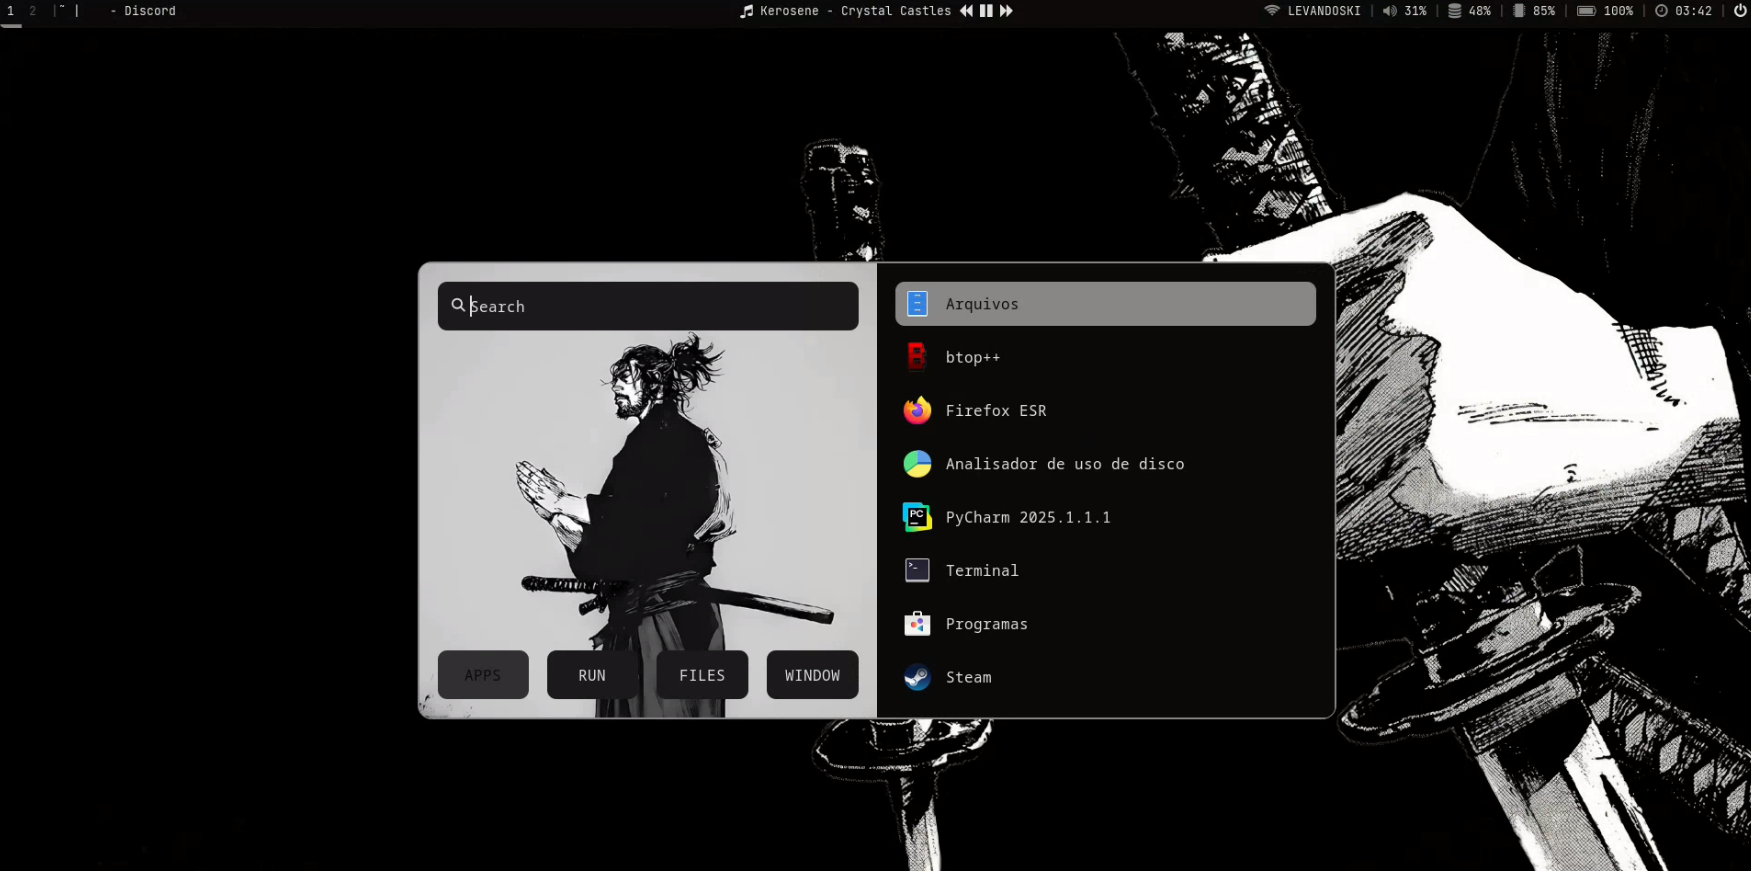 1 2 |~ | - Discord
Kerosene - Crystal Castles
LEVANDOSKI | 31% | 48% | 85% | 100% | 03:42 |
Search
APPS RUN FILES WINDOW
Arquivos
btop++
Firefox ESR
Analisador de uso de disco
PC PyCharm 2025.1.1.1
>_ Terminal
Programas
Steam